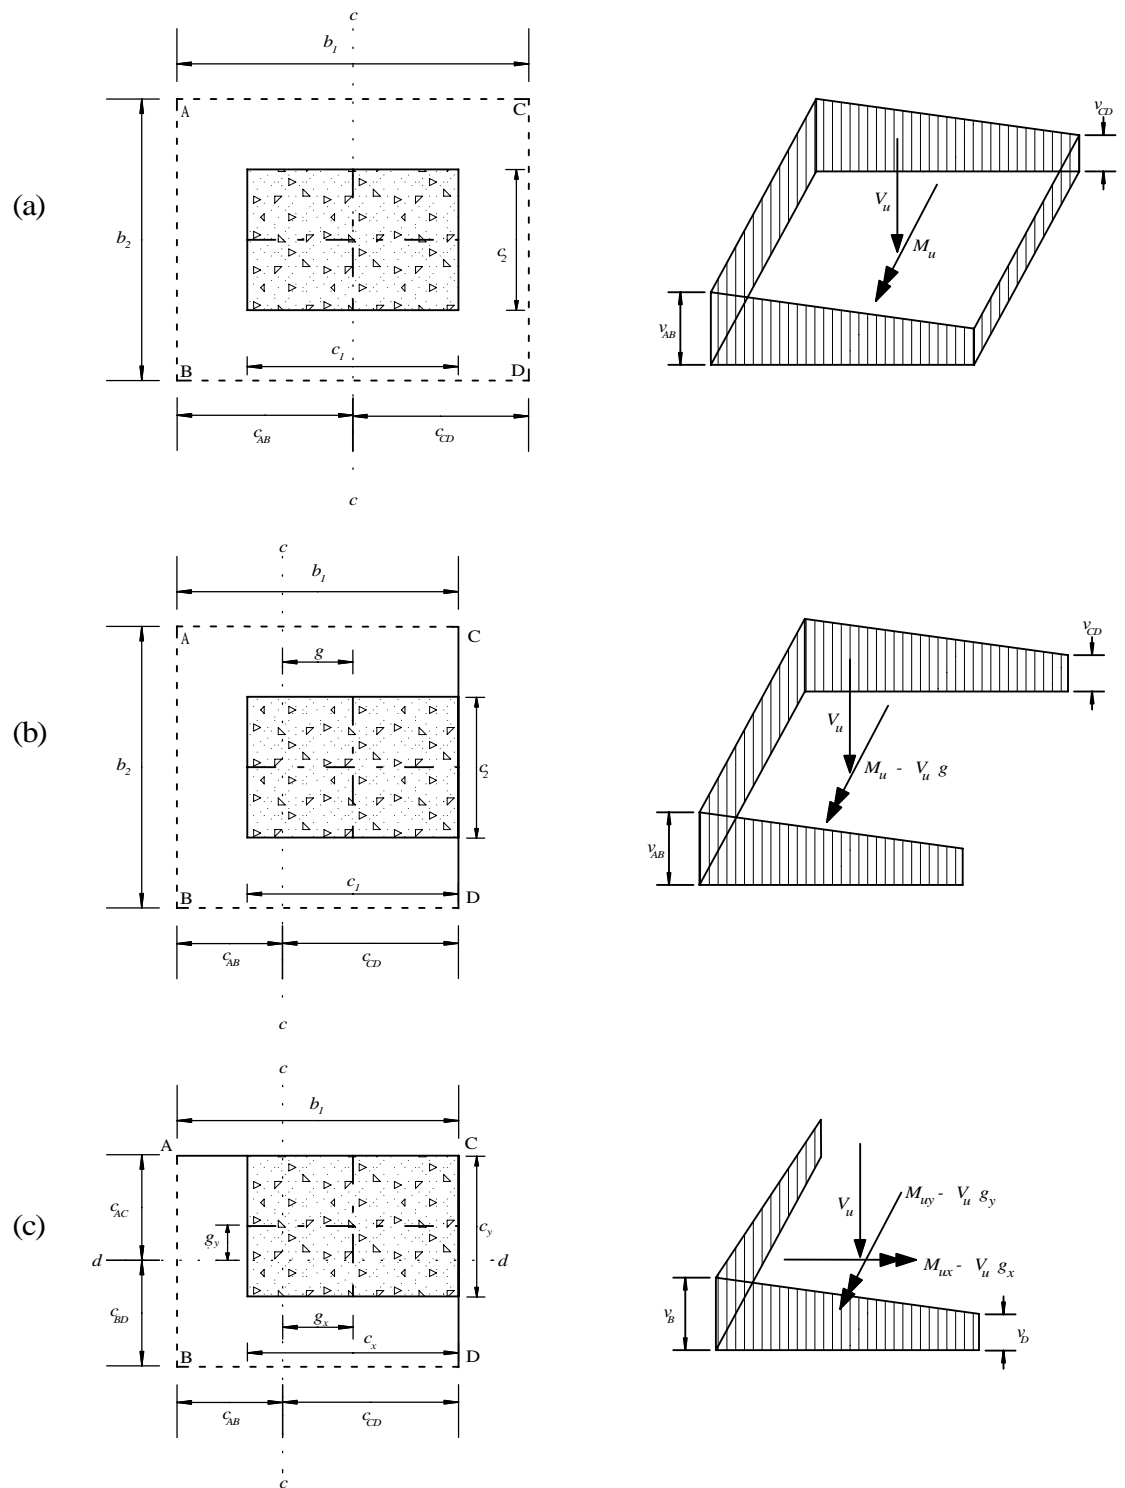 (a)
c
b1
A
C
b2
c2
c1
B
D
cAB
cCD
c
vCD
Vu
Mu
vAB
(b)
c
b1
A
C
g
b2
c2
c1
B
D
cAB
cCD
c
vCD
Vu
Mu - Vu g
vAB
(c)
c
b1
A
C
cAC
gy
cy
d
d
cBD
gx
cx
B
D
cAB
cCD
c
Vu
Muy - Vu gy
Mux - Vu gx
vB
vD